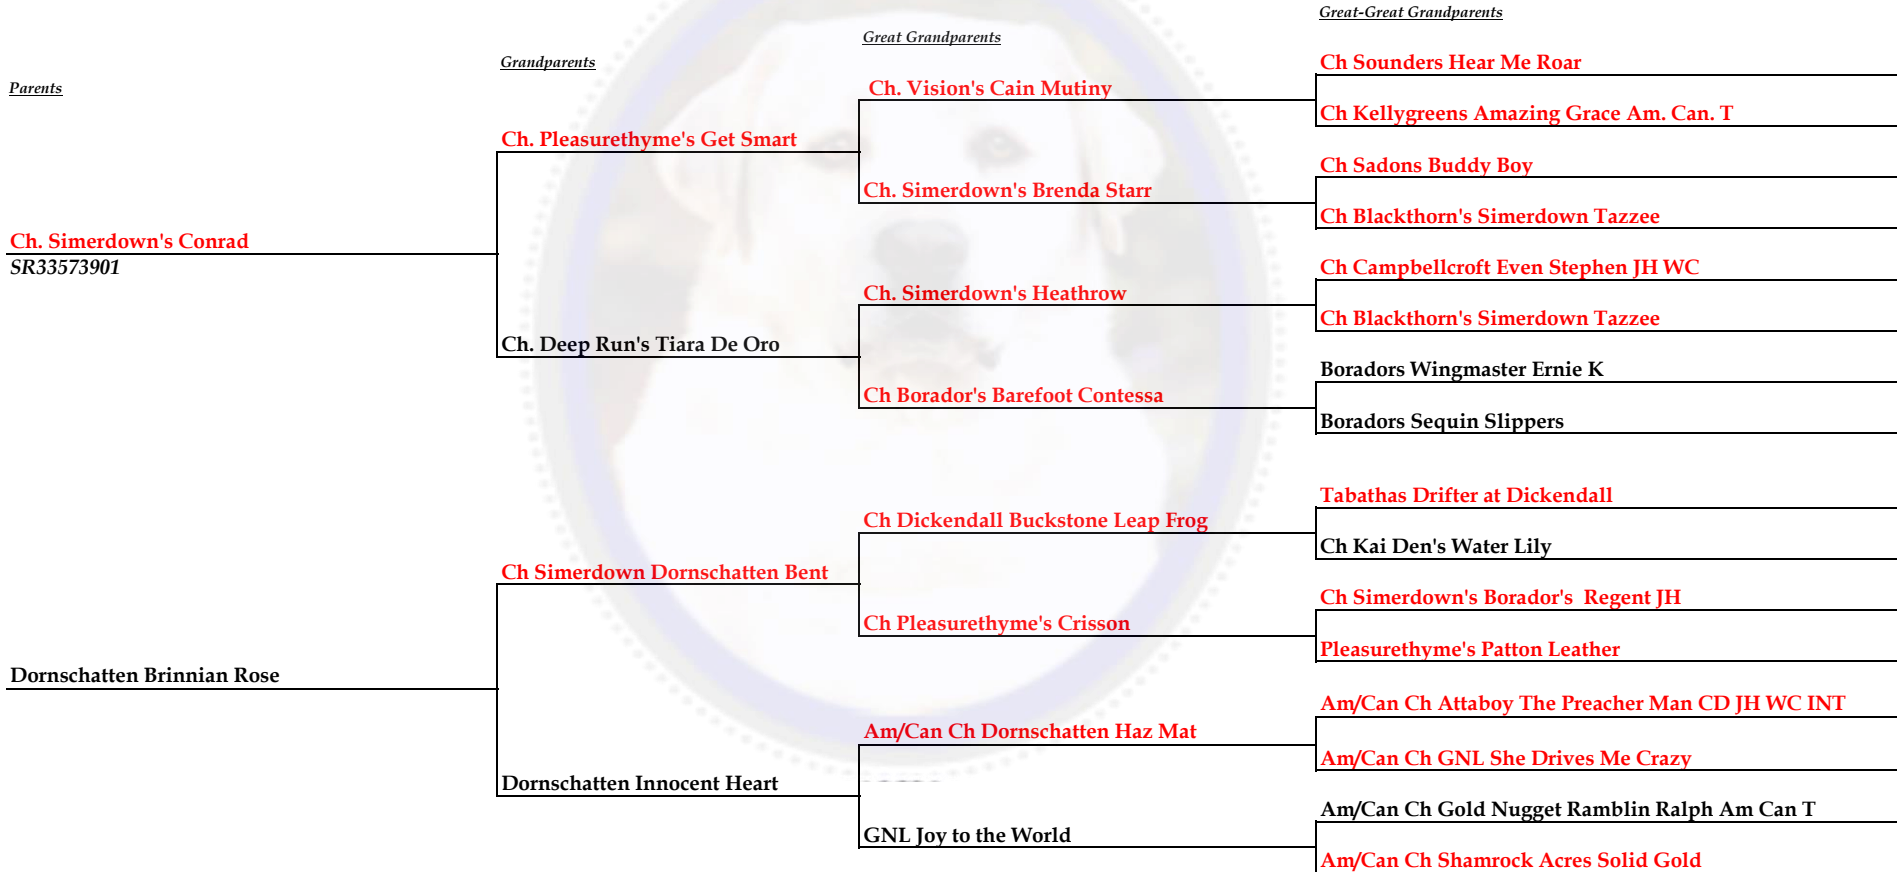 Great-Great Grandparents
Great Grandparents
Grandparents
Parents
Ch Sounders Hear Me Roar
Ch. Vision's Cain Mutiny
Ch Kellygreens Amazing Grace Am. Can. T
Ch. Pleasurethyme's Get Smart
Ch Sadons Buddy Boy
Ch. Simerdown's Brenda Starr
Ch Blackthorn's Simerdown Tazzee
Ch. Simerdown's Conrad
SR33573901
Ch Campbellcroft Even Stephen JH WC
Ch. Simerdown's Heathrow
Ch Blackthorn's Simerdown Tazzee
Ch. Deep Run's Tiara De Oro
Boradors Wingmaster Ernie K
Ch Borador's Barefoot Contessa
Boradors Sequin Slippers
Tabathas Drifter at Dickendall
Ch Dickendall Buckstone Leap Frog
Ch Kai Den's Water Lily
Ch Simerdown Dornschatten Bent
Ch Simerdown's Borador's  Regent JH
Ch Pleasurethyme's Crisson
Pleasurethyme's Patton Leather
Dornschatten Brinnian Rose
Am/Can Ch Attaboy The Preacher Man CD JH WC INT
Am/Can Ch Dornschatten Haz Mat
Am/Can Ch GNL She Drives Me Crazy
Dornschatten Innocent Heart
Am/Can Ch Gold Nugget Ramblin Ralph Am Can T
GNL Joy to the World
Am/Can Ch Shamrock Acres Solid Gold